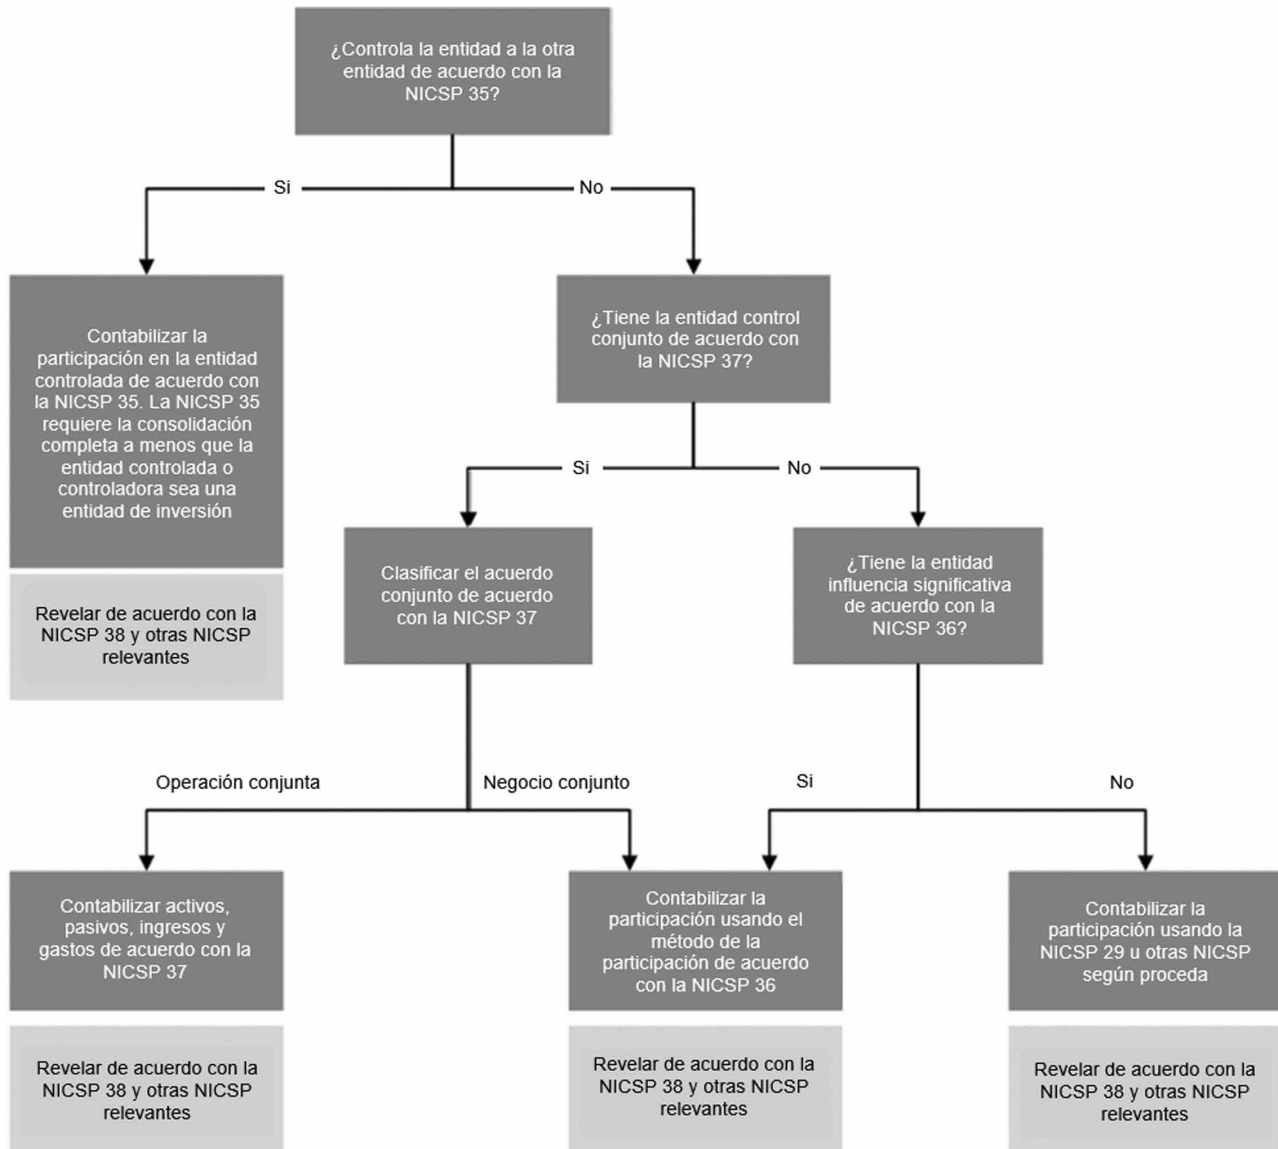 ¿Controla la entidad a la otra
entidad de acuerdo con la
NICSP 35?
Si
No
Contabilizar la
participación en la entidad
controlada de acuerdo con
la NICSP 35. La NICSP 35
requiere la consolidación
completa a menos que la
entidad controlada o
controladora sea una
entidad de inversión
Revelar de acuerdo con la
NICSP 38 y otras NICSP
relevantes
¿Tiene la entidad control
conjunto de acuerdo con
la NICSP 37?
Si
No
Clasificar el acuerdo
conjunto de acuerdo
con la NICSP 37
¿Tiene la entidad
influencia significativa
de acuerdo con la
NICSP 36?
Operación conjunta
Negocio conjunto
Si
No
Contabilizar activos,
pasivos, ingresos y
gastos de acuerdo con la
NICSP 37
Revelar de acuerdo con la
NICSP 38 y otras NICSP
relevantes
Contabilizar la
participación usando el
método de la
participación de acuerdo
con la NICSP 36
Revelar de acuerdo con la
NICSP 38 y otras NICSP
relevantes
Contabilizar la
participación usando la
NICSP 29 u otras NICSP
según proceda
Revelar de acuerdo con la
NICSP 38 y otras NICSP
relevantes